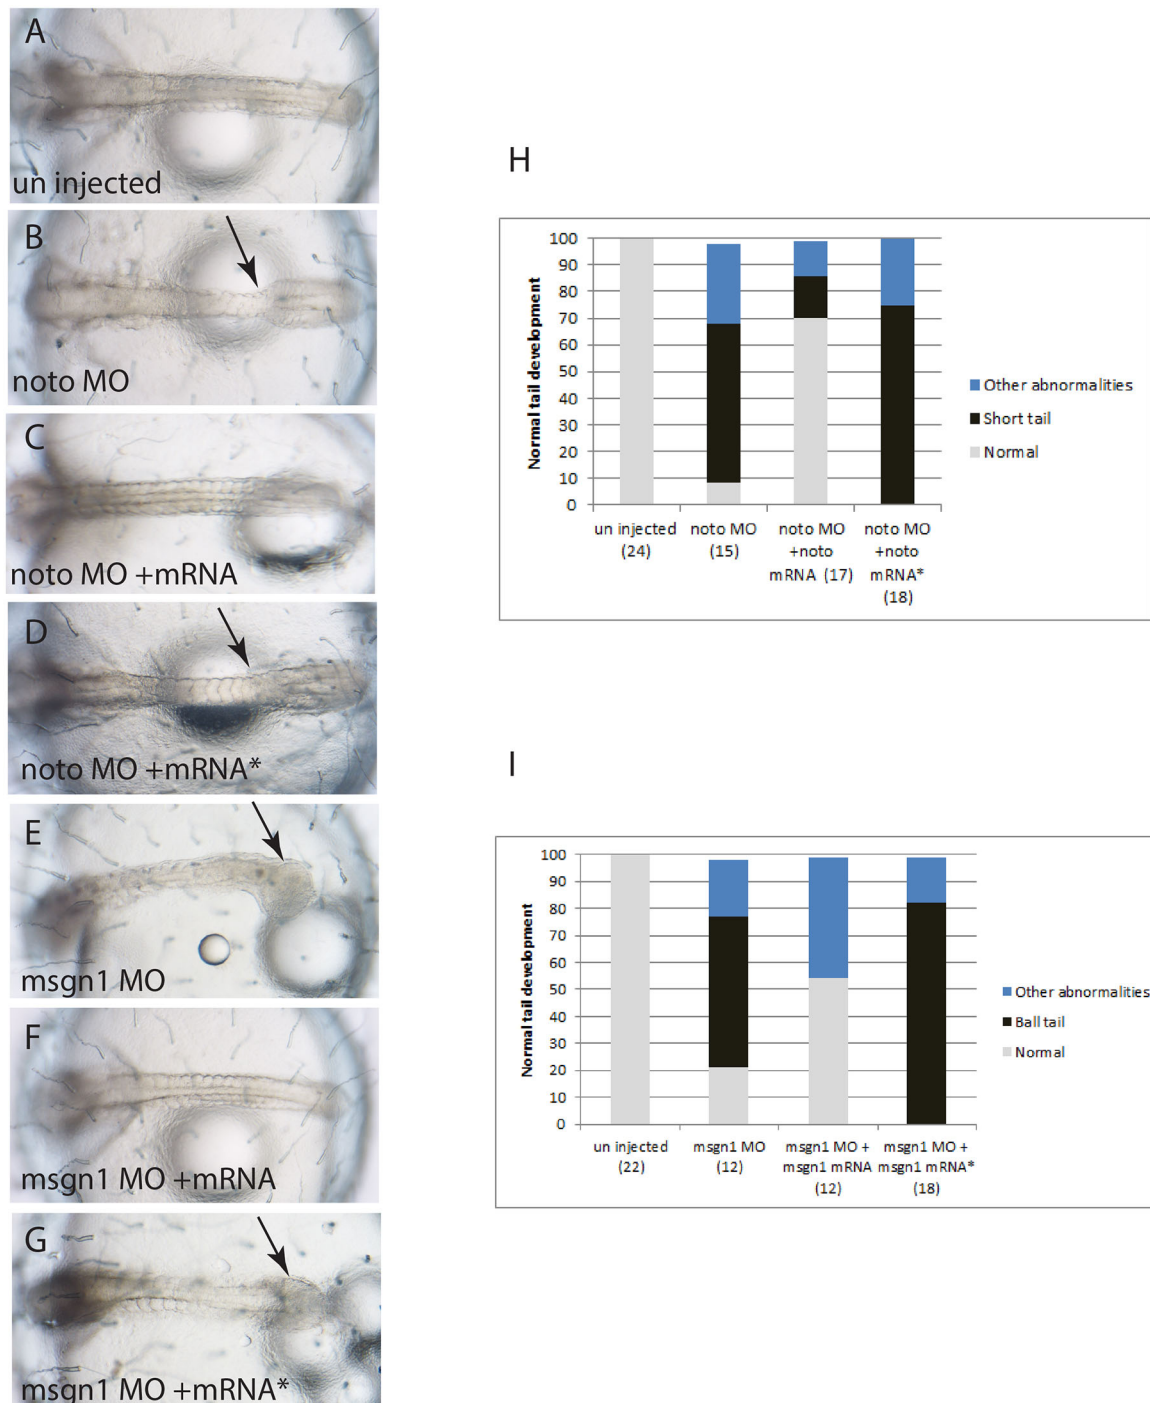 A
un injected
B
noto MO
C
noto MO +mRNA
D
noto MO +mRNA*
E
msgn1 MO
F
msgn1 MO +mRNA
G
msgn1 MO +mRNA*
H
Normal tail development
100
90
80
70
60
50
40
30
20
10
0
un injected
(24)
noto MO
(15)
noto MO
+noto
mRNA (17)
noto MO
+noto
mRNA*
(18)
Other abnormalities
Short tail
Normal
I
Normal tail development
100
90
80
70
60
50
40
30
20
10
0
un injected
(22)
msgn1 MO
(12)
msgn1 MO +
msgn1 mRNA
(12)
msgn1 MO +
msgn1 mRNA*
(18)
Other abnormalities
Ball tail
Normal